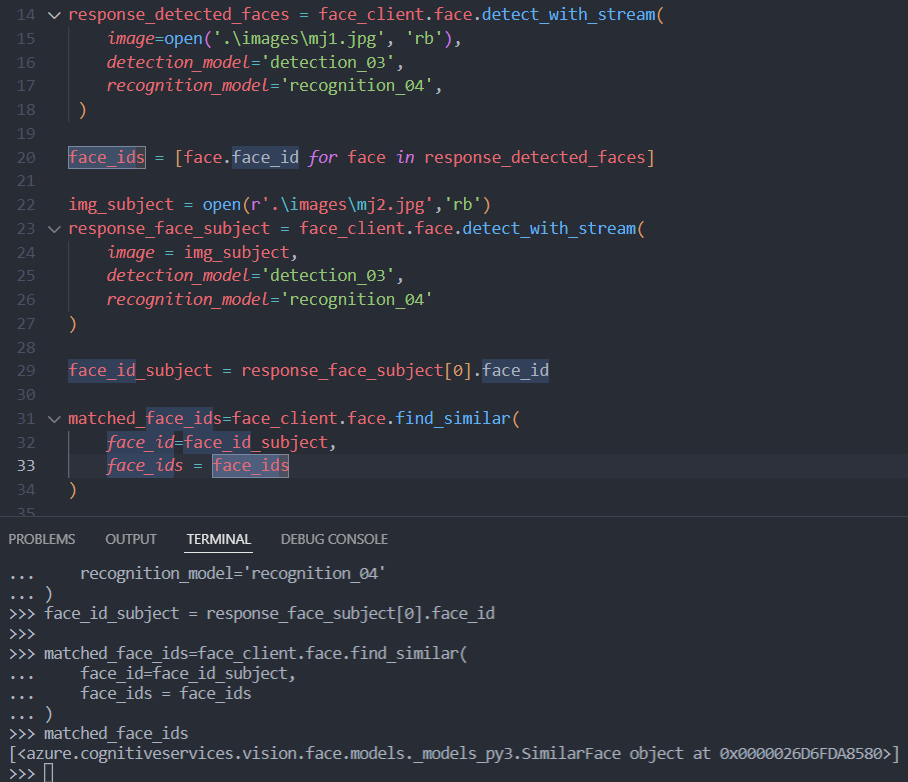 14 response_detected_faces = face_client.face.detect_with_stream(
15     image=open('.\images\mj1.jpg', 'rb'),
16     detection_model='detection_03',
17     recognition_model='recognition_04',
18  )
19
20 face_ids = [face.face_id for face in response_detected_faces]
21
22 img_subject = open(r'.\images\mj2.jpg','rb')
23 response_face_subject = face_client.face.detect_with_stream(
24     image = img_subject,
25     detection_model='detection_03',
26     recognition_model='recognition_04'
27 )
28
29 face_id_subject = response_face_subject[0].face_id
30
31 matched_face_ids=face_client.face.find_similar(
32     face_id=face_id_subject,
33     face_ids = face_ids
34 )
35
PROBLEMS OUTPUT TERMINAL DEBUG CONSOLE
...     recognition_model='recognition_04'
... )
>>> face_id_subject = response_face_subject[0].face_id
>>>
>>> matched_face_ids=face_client.face.find_similar(
...     face_id=face_id_subject,
...     face_ids = face_ids
... )
>>> matched_face_ids
[<azure.cognitiveservices.vision.face.models._models_py3.SimilarFace object at 0x0000026D6FDA8580>]
>>>